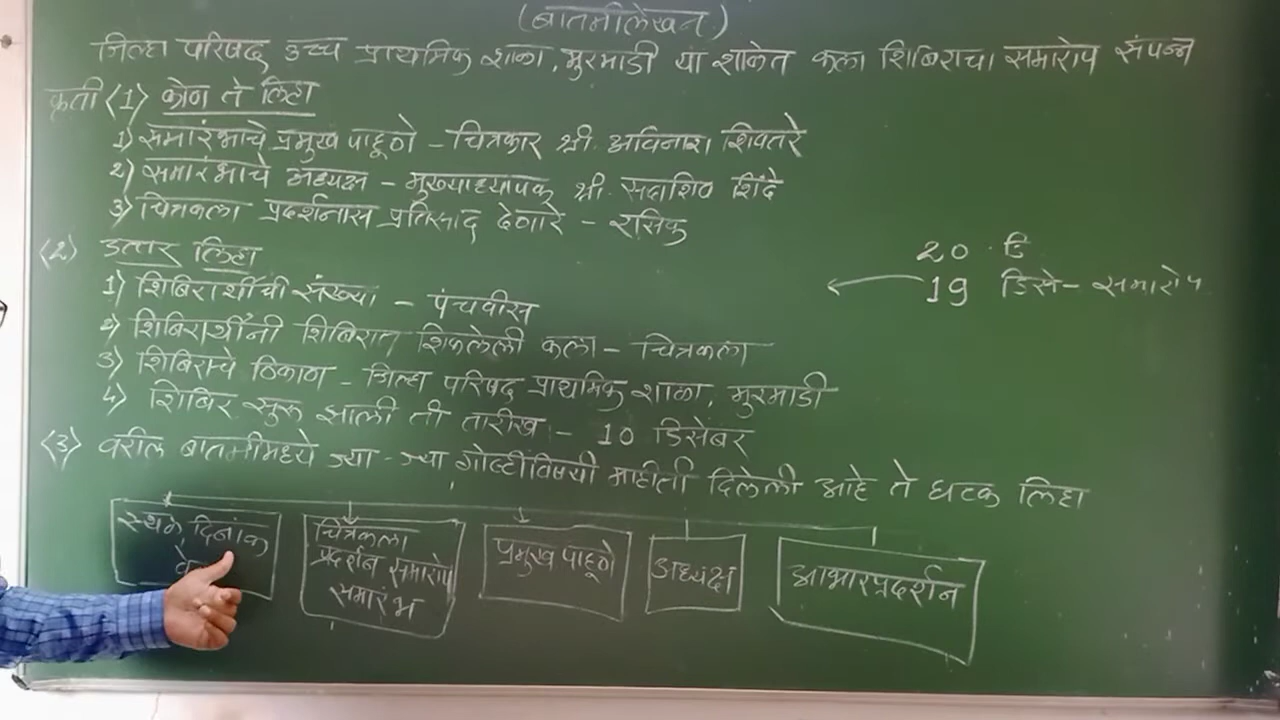 (बातमीलेखन)
जिल्हा परिषद उच्च प्राथमिक शाळा, मुरमाडी या शाळेत कला शिबिराचा समारोप संपन्न
कृती (1) कोण ते लिहा
1) समारंभाचे प्रमुख पाहूणे – चित्रकार श्री. अविनाश शिवतरे
2) समारंभाचे अध्यक्ष – मुख्याध्यापक श्री. सदाशिव शिंदे
3) चित्रकला प्रदर्शनास प्रतिसाद देणारे – रसिक
(2) उत्तर लिहा
20 डि
19 डिसे – समारोप
1) शिबिरार्थीची संख्या – पंचवीस
2) शिबिरार्थींनी शिबिरात शिकलेली कला – चित्रकला
3) शिबिराचे ठिकाण – जिल्हा परिषद प्राथमिक शाळा, मुरमाडी
4) शिबिर सुरू झाली ती तारीख – 10 डिसेंबर
(3) वरील बातमीमध्ये ज्या-ज्या गोष्टींविषयी माहीती दिलेली आहे ते घटक लिहा
स्थळ, दिनांक
चित्रकला
प्रदर्शन समारोप
समारंभ
प्रमुख पाहूणे
अध्यक्ष
आभारप्रदर्शन